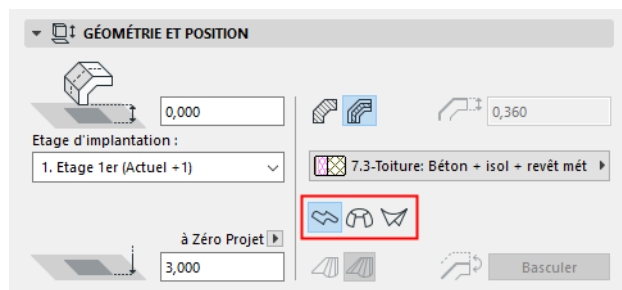 GÉOMÉTRIE ET POSITION
0,000
0,360
Etage d'implantation :
1. Etage 1er (Actuel +1)
7.3-Toiture: Béton + isol + revêt mét
à Zéro Projet
3,000
Basculer